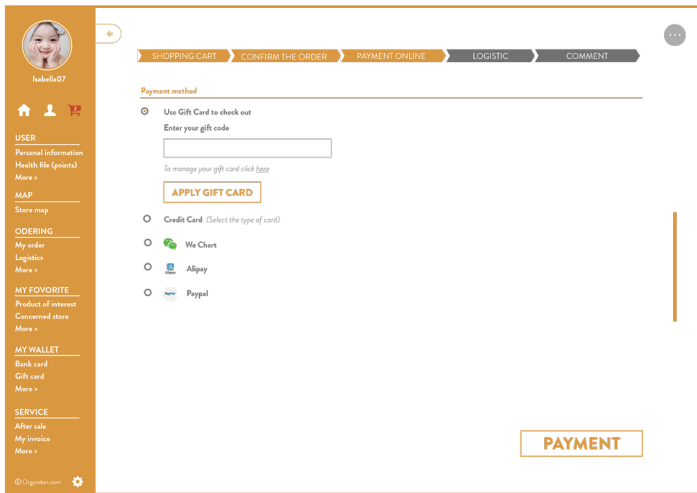 Isabella07
USER
Personal information
Health file (points)
More >
MAP
Store map
ODERING
My order
Logistics
More >
MY FOVORITE
Product of interest
Concerned store
More >
MY WALLET
Bank card
Gift card
More >
SERVICE
After sale
My invoice
More >
© Organiker.com
SHOPPING CART CONFIRM THE ORDER PAYMENT ONLINE LOGISTIC COMMENT
Payment method
Use Gift Card to check out
Enter your gift code
To manage your gift card click here
APPLY GIFT CARD
Credit Card (Select the type of card)
We Chart
Alipay
Alipay
PayPal Paypal
PAYMENT